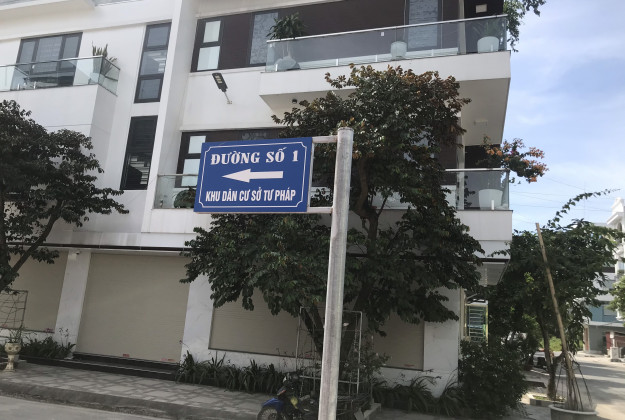 ĐƯỜNG SỐ 1
KHU DÂN CƯ SỞ TƯ PHÁP